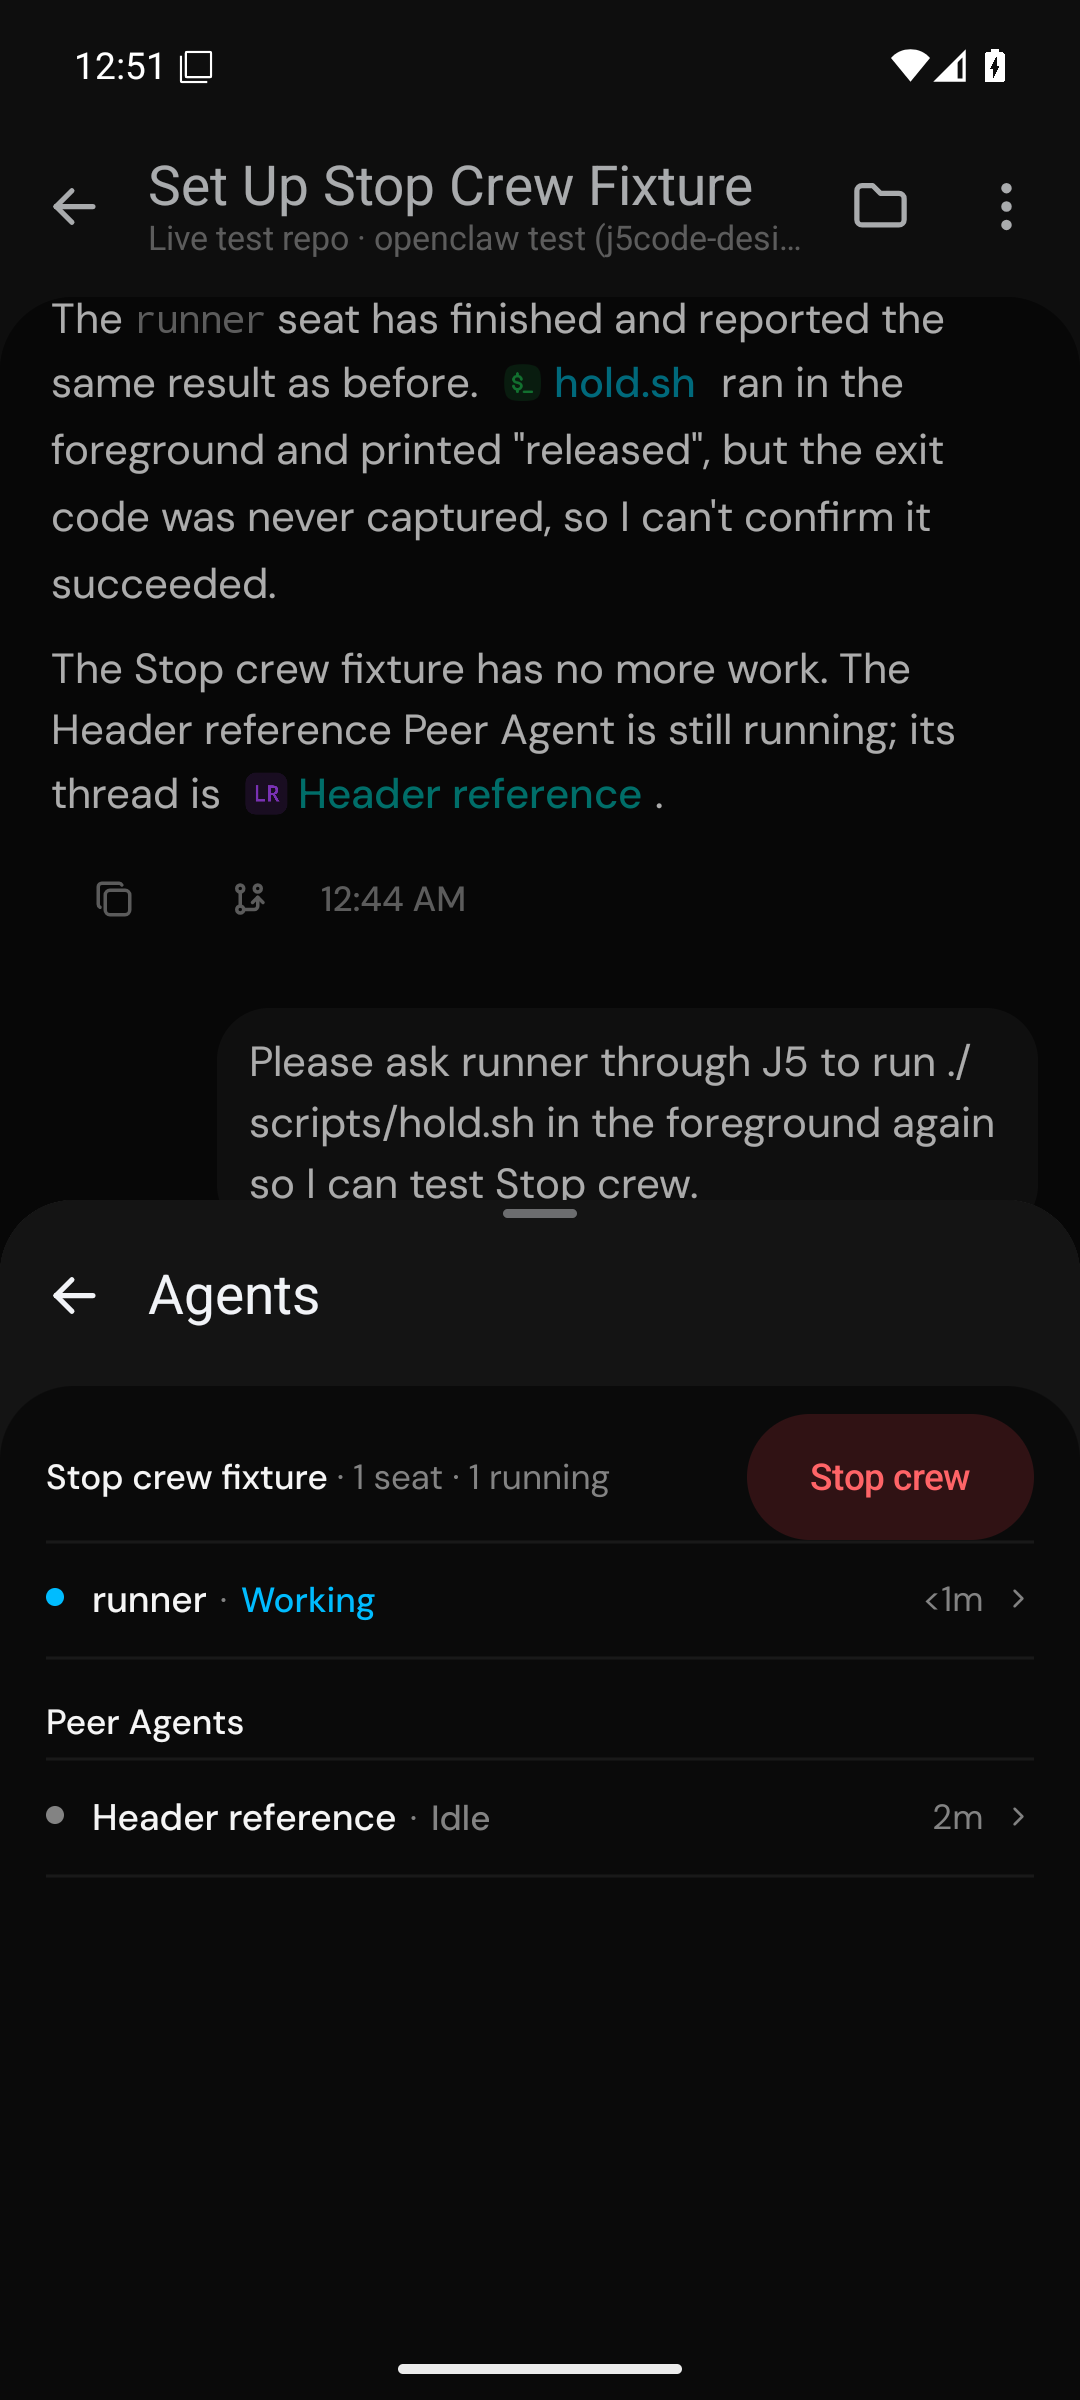 12:51
Set Up Stop Crew Fixture
Live test repo · openclaw test (j5code-desi...
The runner seat has finished and reported the
same result as before. $_ hold.sh ran in the
foreground and printed "released", but the exit
code was never captured, so I can't confirm it
succeeded.
The Stop crew fixture has no more work. The
Header reference Peer Agent is still running; its
thread is LR Header reference .
12:44 AM
Please ask runner through J5 to run ./
scripts/hold.sh in the foreground again
so I can test Stop crew.
Agents
Stop crew fixture · 1 seat · 1 running
Stop crew
runner · Working
<1m
Peer Agents
Header reference · Idle
2m